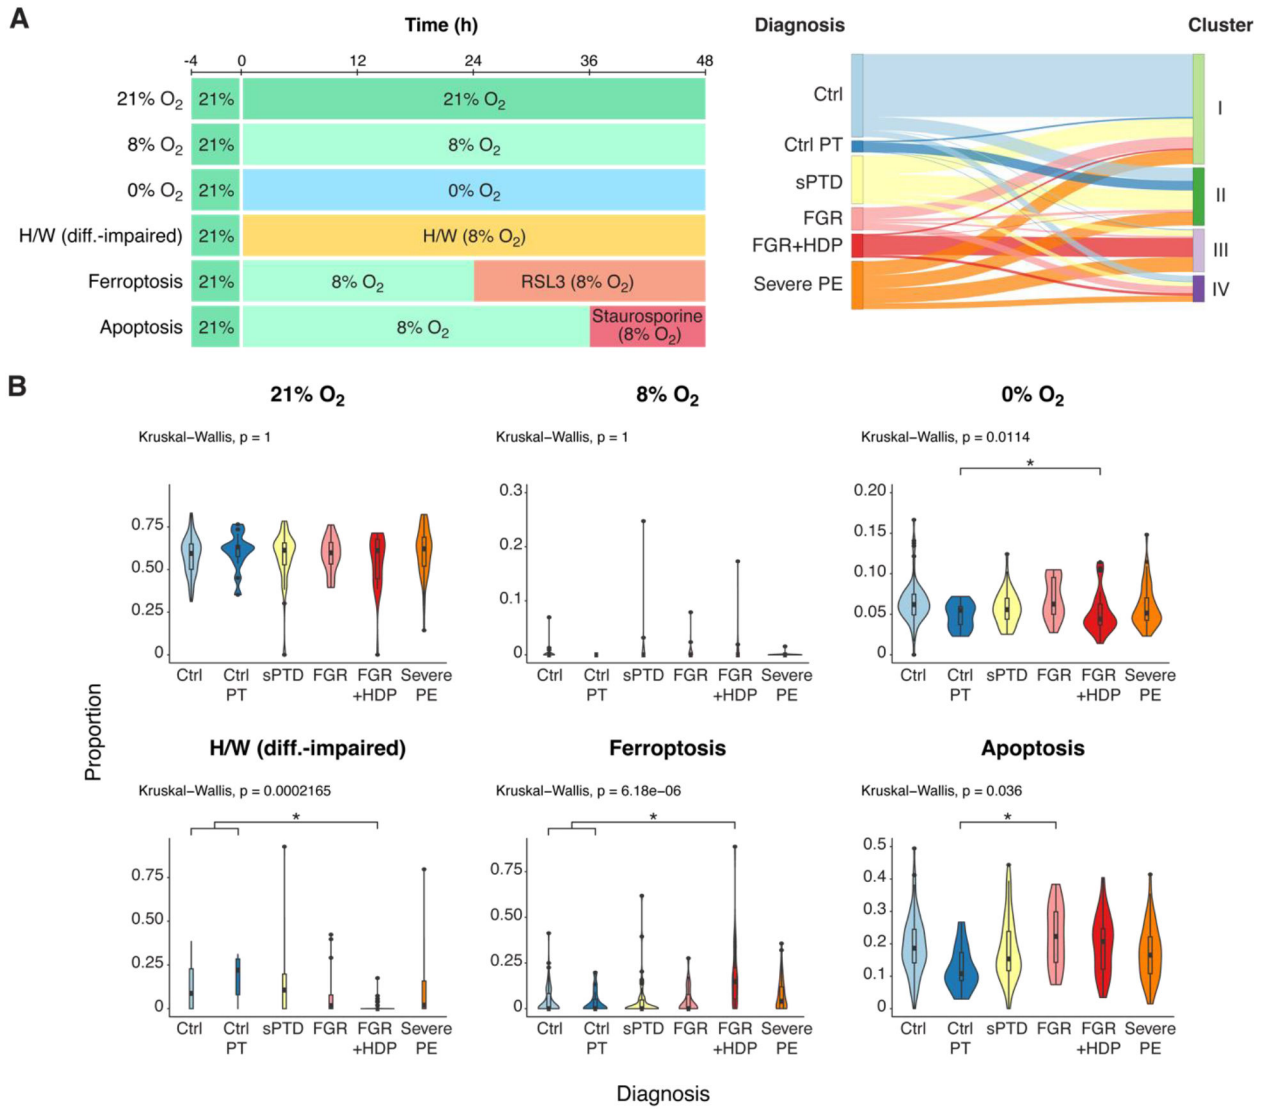 A
Time (h)
-4 0 12 24 36 48
21% O2 21% 21% O2
8% O2 21% 8% O2
0% O2 21% 0% O2
H/W (diff.-impaired) 21% H/W (8% O2)
Ferroptosis 21% 8% O2 RSL3 (8% O2)
Apoptosis 21% 8% O2 Staurosporine
(8% O2)
Diagnosis Cluster
Ctrl
Ctrl PT
sPTD
FGR
FGR+HDP
Severe PE
I
II
III
IV
B
21% O2
Kruskal–Wallis, p = 1
0.75
0.50
0.25
0
Ctrl Ctrl sPTD FGR FGR Severe
PT +HDP PE
8% O2
Kruskal–Wallis, p = 1
0.3
0.2
0.1
0
Ctrl Ctrl sPTD FGR FGR Severe
PT +HDP PE
0% O2
Kruskal–Wallis, p = 0.0114
*
0.20
0.15
0.10
0.05
0
Ctrl Ctrl sPTD FGR FGR Severe
PT +HDP PE
Proportion
H/W (diff.-impaired)
Kruskal–Wallis, p = 0.0002165
*
0.75
0.50
0.25
0
Ctrl Ctrl sPTD FGR FGR Severe
PT +HDP PE
Ferroptosis
Kruskal–Wallis, p = 6.18e−06
*
0.75
0.50
0.25
0
Ctrl Ctrl sPTD FGR FGR Severe
PT +HDP PE
Apoptosis
Kruskal–Wallis, p = 0.036
*
0.5
0.4
0.3
0.2
0.1
0
Ctrl Ctrl sPTD FGR FGR Severe
PT +HDP PE
Diagnosis